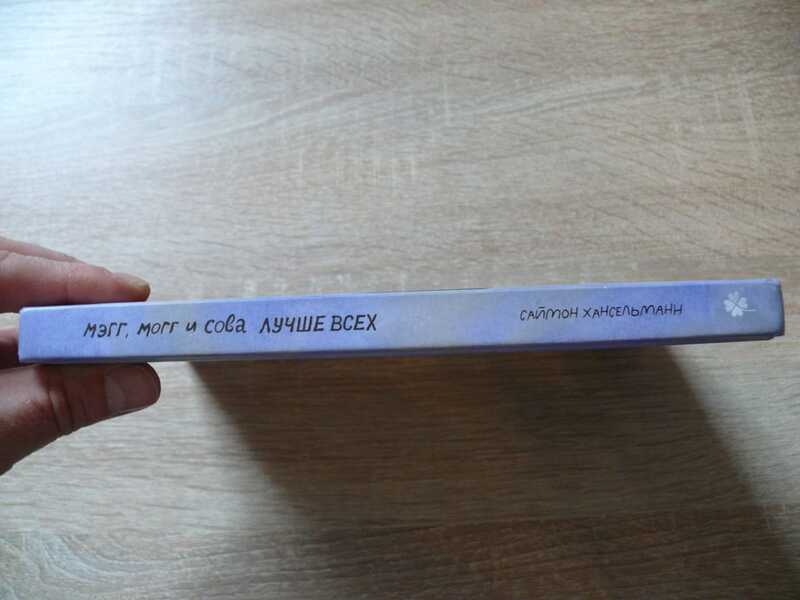 МЭГГ, МОГГ И СОВА ЛУЧШЕ ВСЕХ
САЙМОН ХАНСЕЛЬМАНН